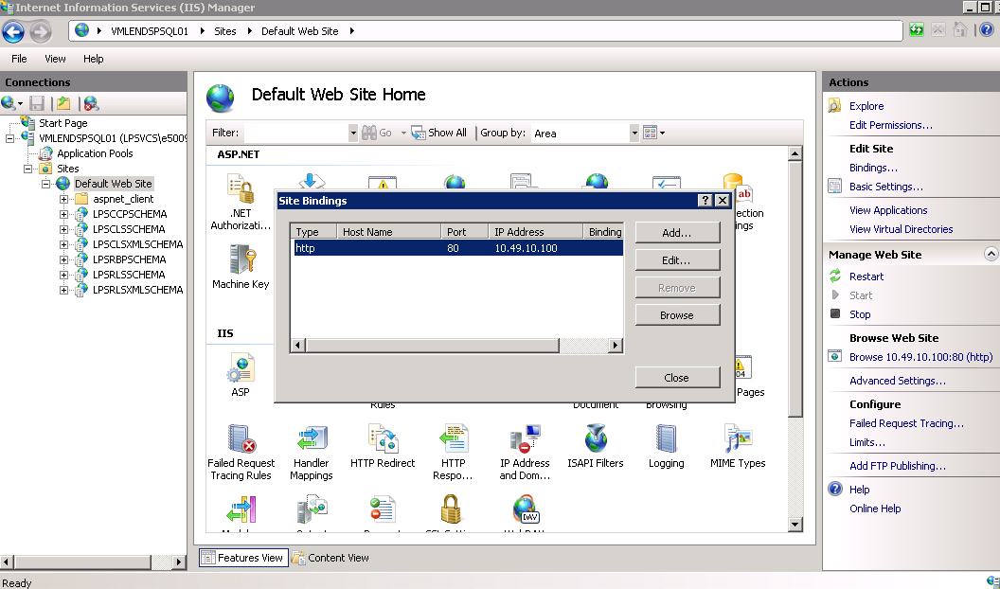 Internet Information Services (IIS) Manager
VMLENDSPSQL01 Sites Default Web Site
File View Help
Connections
Start Page
VMLENDSPSQL01 (LPSVCS\e5009
Application Pools
Sites
Default Web Site
aspnet_client
LPSCCPSCHEMA
LPSCLSSCHEMA
LPSCLSXMLSCHEMA
LPSRBPSCHEMA
LPSRLSSCHEMA
LPSRLSXMLSCHEMA
Default Web Site Home
Filter: Go Show All Group by: Area
ASP.NET
.NET
Authorizati...
Machine Key
IIS
ASP
Rules
Document
Browsing
Pages
Failed Request
Tracing Rules
Handler
Mappings
HTTP Redirect
HTTP
Respo...
IP Address
and Dom...
ISAPI Filters
Logging
MIME Types
DAV
Site Bindings
Type Host Name Port IP Address Binding
http 80 10.49.10.100
Add...
Edit...
Remove
Browse
Close
Features View Content View
Actions
Explore
Edit Permissions...
Edit Site
Bindings...
Basic Settings...
View Applications
View Virtual Directories
Manage Web Site
Restart
Start
Stop
Browse Web Site
Browse 10.49.10.100:80 (http)
Advanced Settings...
Configure
Failed Request Tracing...
Limits...
Add FTP Publishing...
Help
Online Help
Ready